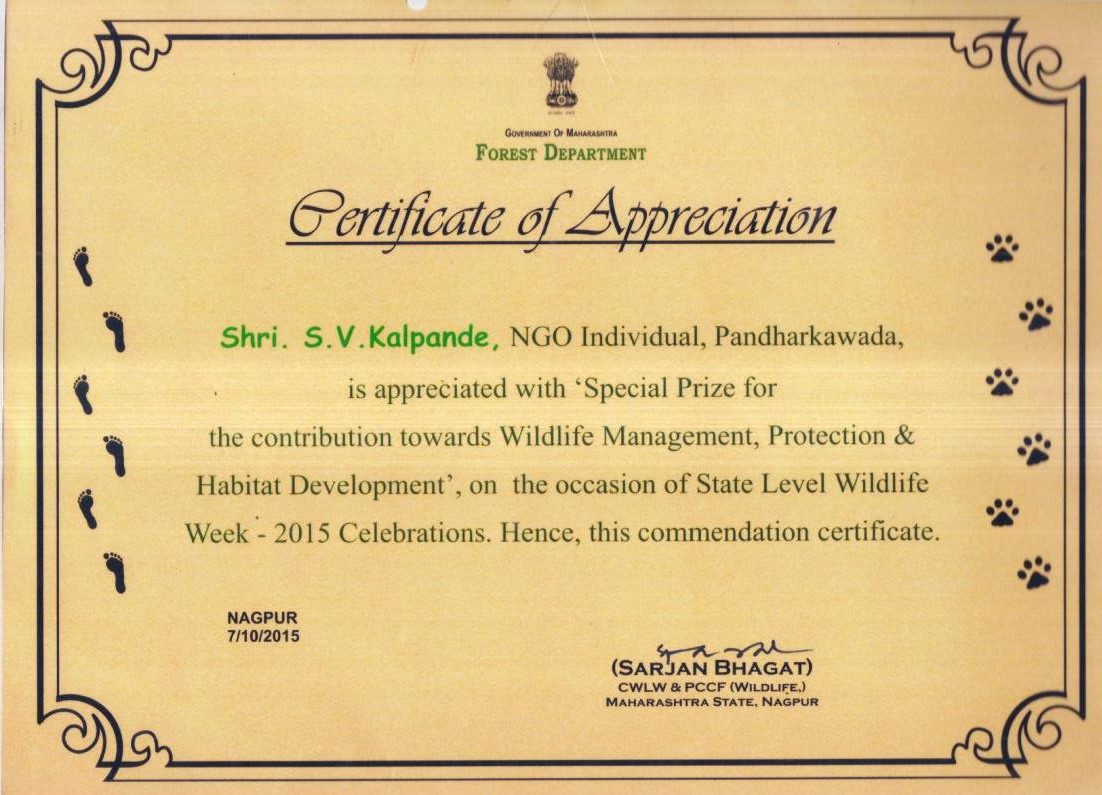 GOVERNMENT OF MAHARASHTRA
FOREST DEPARTMENT
Certificate of Appreciation
Shri. S.V.Kalpande, NGO Individual, Pandharkawada,
is appreciated with ‘Special Prize for
the contribution towards Wildlife Management, Protection &
Habitat Development’, on the occasion of State Level Wildlife
Week - 2015 Celebrations. Hence, this commendation certificate.
NAGPUR
7/10/2015
(SARJAN BHAGAT)
CWLW & PCCF (WILDLIFE,)
MAHARASHTRA STATE, NAGPUR